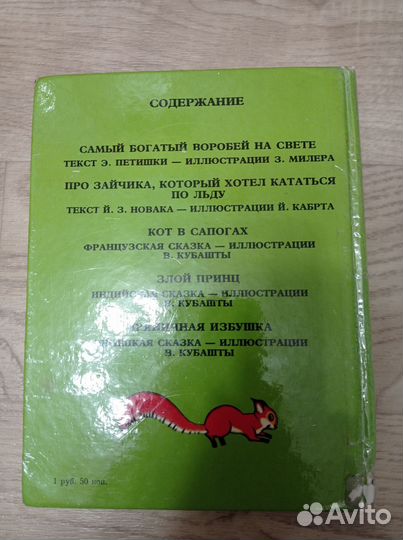 СОДЕРЖАНИЕ
САМЫЙ БОГАТЫЙ ВОРОБЕЙ НА СВЕТЕ
ТЕКСТ Э. ПЕТИШКИ — ИЛЛЮСТРАЦИИ З. МИЛЕРА
ПРО ЗАЙЧИКА, КОТОРЫЙ ХОТЕЛ КАТАТЬСЯ
ПО ЛЬДУ
ТЕКСТ Й. З. НОВАКА — ИЛЛЮСТРАЦИИ Й. КАБРТА
КОТ В САПОГАХ
ФРАНЦУЗСКАЯ СКАЗКА — ИЛЛЮСТРАЦИИ
В. КУБАШТЫ
ЗЛОЙ ПРИНЦ
ИНДИЙСКАЯ СКАЗКА — ИЛЛЮСТРАЦИИ
В. КУБАШТЫ
ИЗБУШКА
СКАЗКА — ИЛЛЮСТРАЦИИ
В. КУБАШТЫ
1 руб. 50 коп.
Avito